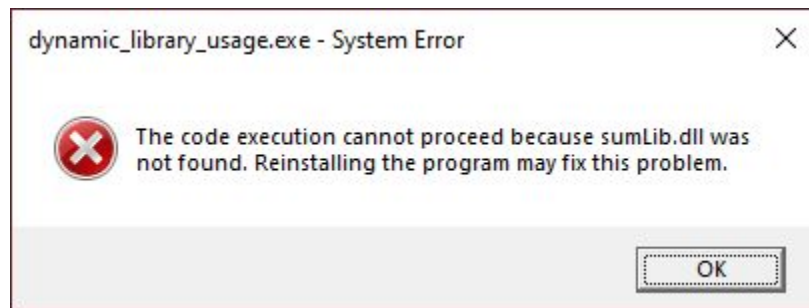 dynamic_library_usage.exe - System Error
The code execution cannot proceed because sumLib.dll was
not found. Reinstalling the program may fix this problem.
OK